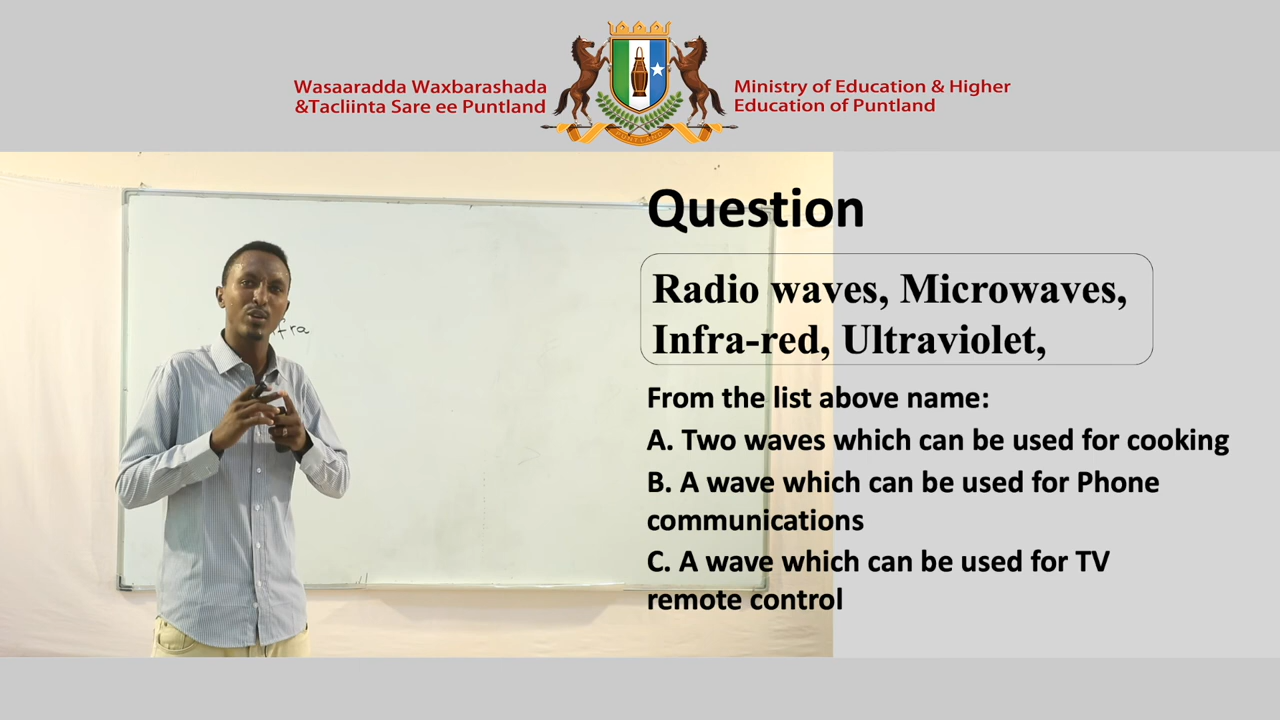 Wasaaradda Waxbarashada
&Tacliinta Sare ee Puntland
Ministry of Education & Higher
Education of Puntland
PUNTLAND
Question
Radio waves, Microwaves,
Infra-red, Ultraviolet,
From the list above name:
A. Two waves which can be used for cooking
B. A wave which can be used for Phone
communications
C. A wave which can be used for TV
remote control
fra